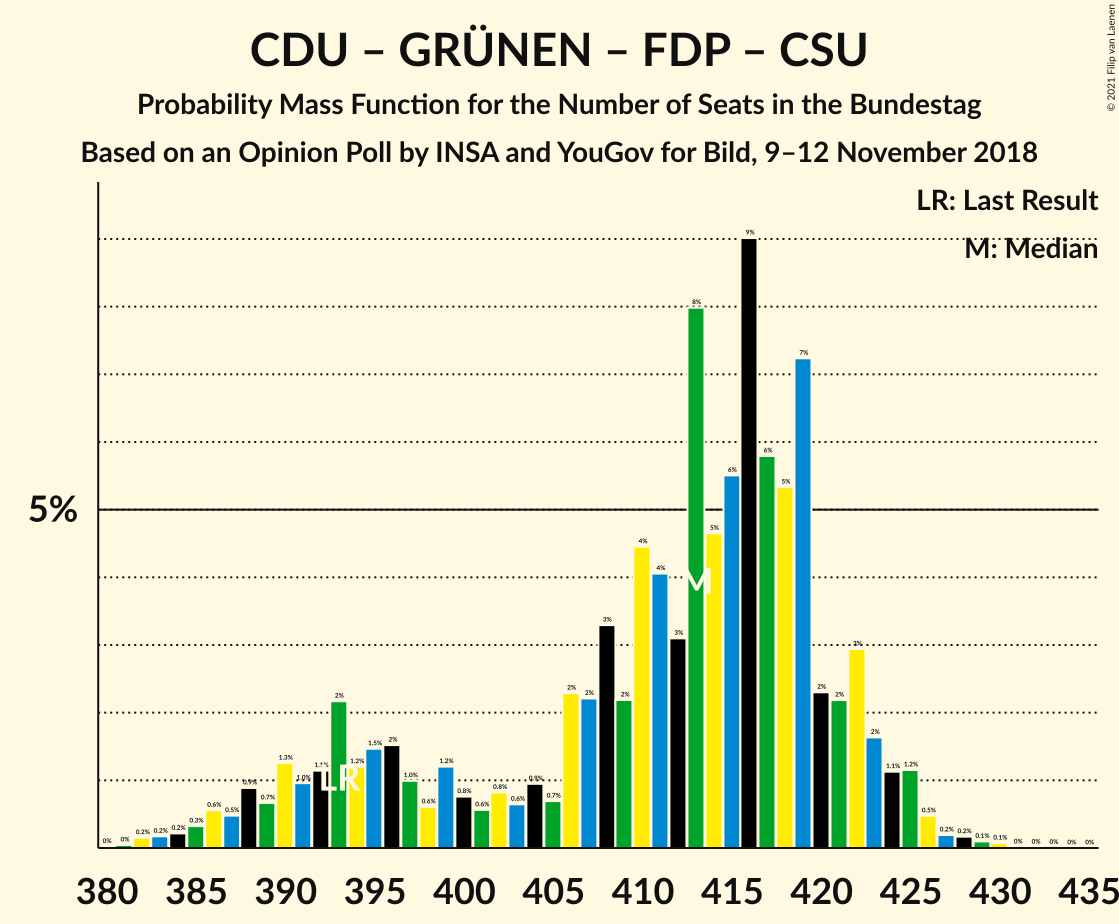 CDU – GRÜNEN – FDP – CSU
Probability Mass Function for the Number of Seats in the Bundestag
Based on an Opinion Poll by INSA and YouGov for Bild, 9–12 November 2018
© 2021 Filip van Laenen
LR: Last Result
M: Median
5%
0% 0% 0.2% 0.2% 0.2% 0.3% 0.6% 0.5% 0.9% 0.7% 1.3% 1.0% 1.1% 2% 1.2% 1.5% 2% 1.0% 0.6% 1.2% 0.8% 0.6% 0.8% 0.6% 0.9% 0.7% 2% 2% 3% 2% 4% 4% 3% 8% 5% 6% 9% 6% 5% 7% 2% 2% 3% 2% 1.1% 1.2% 0.5% 0.2% 0.2% 0.1% 0.1% 0% 0% 0% 0% 0%
M
LR
380 385 390 395 400 405 410 415 420 425 430 435